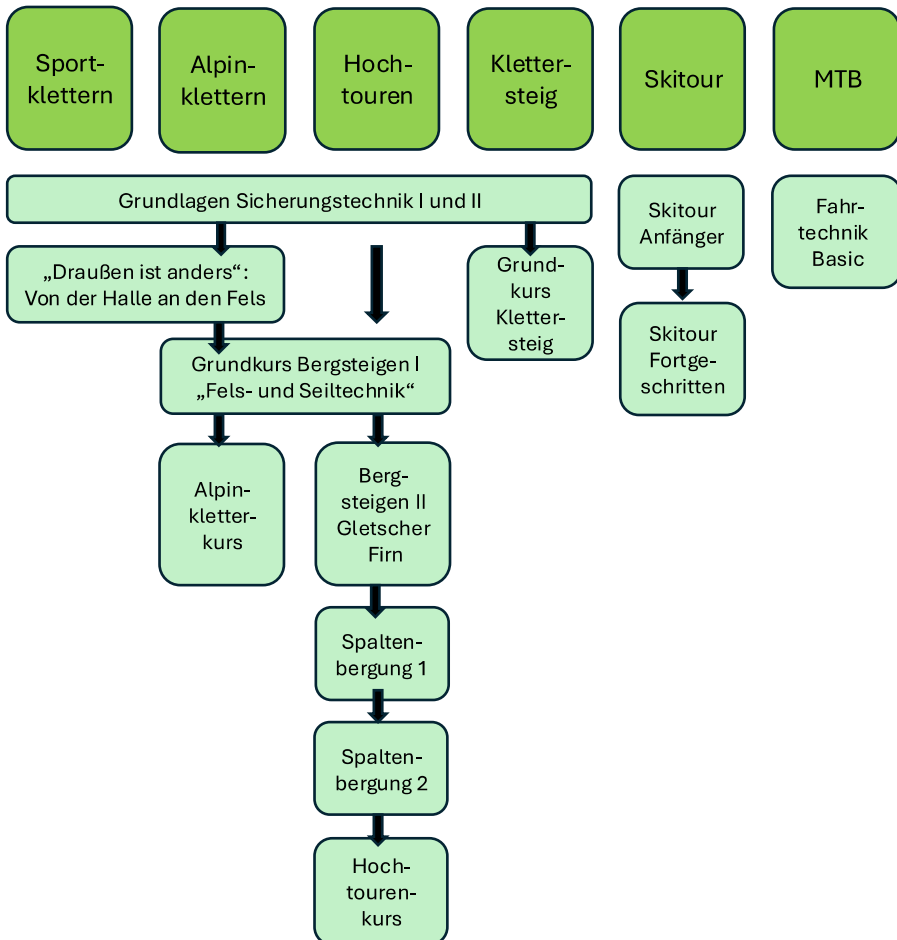 Sport-
klettern
Alpin-
klettern
Hoch-
touren
Kletter-
steig
Skitour
MTB
Grundlagen Sicherungstechnik I und II
Skitour
Anfänger
Fahr-
technik
Basic
„Draußen ist anders“:
Von der Halle an den Fels
Grund-
kurs
Kletter-
steig
Skitour
Fortge-
schritten
Grundkurs Bergsteigen I
„Fels- und Seiltechnik“
Alpin-
kletter-
kurs
Berg-
steigen II
Gletscher
Firn
Spalten-
bergung 1
Spalten-
bergung 2
Hoch-
touren-
kurs